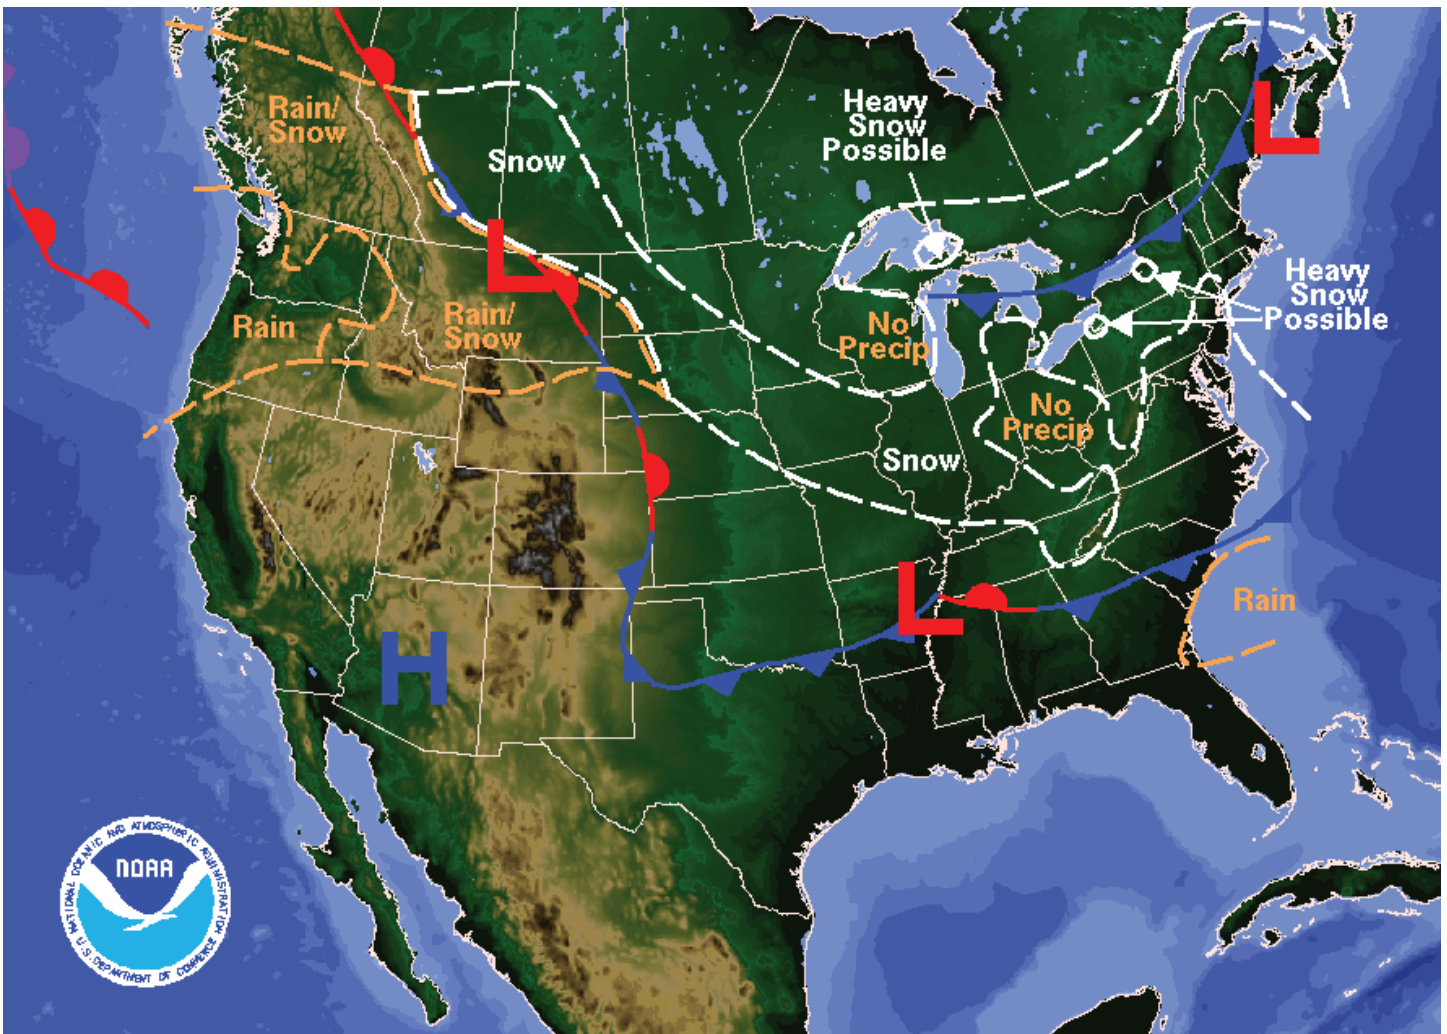 Rain/
Snow
Snow
Heavy
Snow
Possible
L
L
Heavy
Snow
Possible
Rain
Rain/
Snow
No
Precip
No
Precip
Snow
L
Rain
H
NOAA
NATIONAL OCEANIC AND ATMOSPHERIC ADMINISTRATION
U.S. DEPARTMENT OF COMMERCE